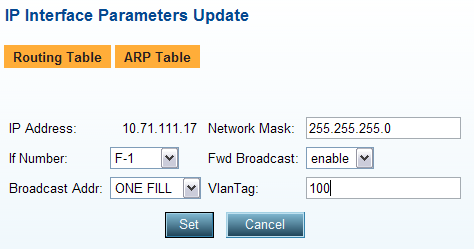 IP Interface Parameters Update
Routing Table ARP Table
IP Address: 10.71.111.17 Network Mask: 255.255.255.0
If Number: F-1 Fwd Broadcast: enable
Broadcast Addr: ONE FILL VlanTag: 100
Set Cancel